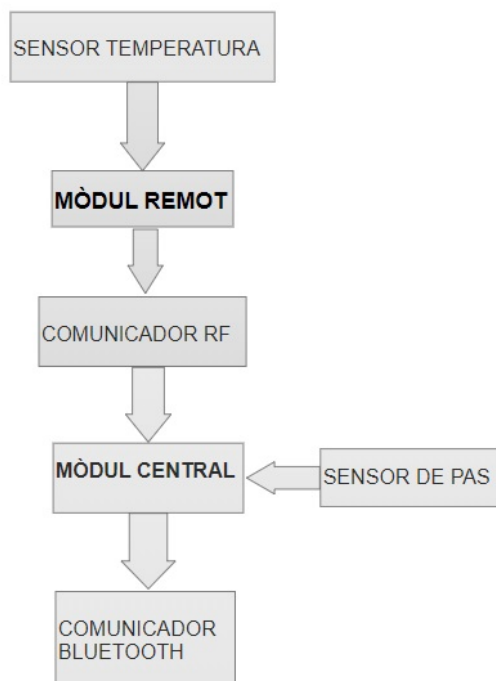 SENSOR TEMPERATURA
MÒDUL REMOT
COMUNICADOR RF
MÒDUL CENTRAL
SENSOR DE PAS
COMUNICADOR
BLUETOOTH